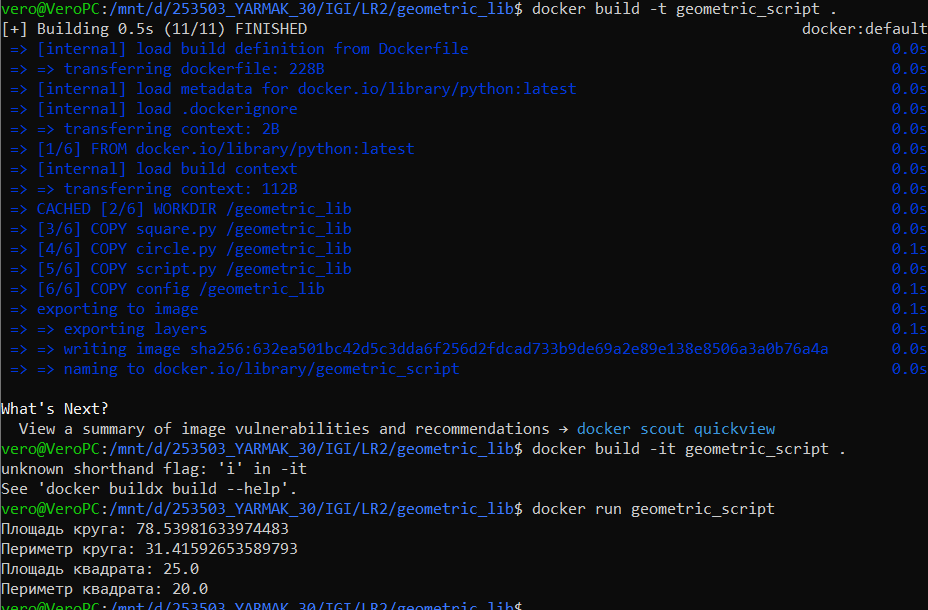 vero@VeroPC:/mnt/d/253503_YARMAK_30/IGI/LR2/geometric_lib$ docker build -t geometric_script .
[+] Building 0.5s (11/11) FINISHED docker:default
=> [internal] load build definition from Dockerfile 0.0s
=> => transferring dockerfile: 228B 0.0s
=> [internal] load metadata for docker.io/library/python:latest 0.0s
=> [internal] load .dockerignore 0.0s
=> => transferring context: 2B 0.0s
=> [1/6] FROM docker.io/library/python:latest 0.0s
=> [internal] load build context 0.0s
=> => transferring context: 112B 0.0s
=> CACHED [2/6] WORKDIR /geometric_lib 0.0s
=> [3/6] COPY square.py /geometric_lib 0.0s
=> [4/6] COPY circle.py /geometric_lib 0.1s
=> [5/6] COPY script.py /geometric_lib 0.0s
=> [6/6] COPY config /geometric_lib 0.1s
=> exporting to image 0.1s
=> => exporting layers 0.1s
=> => writing image sha256:632ea501bc42d5c3dda6f256d2fdcad733b9de69a2e89e138e8506a3a0b76a4a 0.0s
=> => naming to docker.io/library/geometric_script 0.0s
What's Next?
View a summary of image vulnerabilities and recommendations → docker scout quickview
vero@VeroPC:/mnt/d/253503_YARMAK_30/IGI/LR2/geometric_lib$ docker build -it geometric_script .
unknown shorthand flag: 'i' in -it
See 'docker buildx build --help'.
vero@VeroPC:/mnt/d/253503_YARMAK_30/IGI/LR2/geometric_lib$ docker run geometric_script
Площадь круга: 78.53981633974483
Периметр круга: 31.41592653589793
Площадь квадрата: 25.0
Периметр квадрата: 20.0
vero@VeroPC:/mnt/d/253503_YARMAK_30/IGI/LR2/geometric_lib$